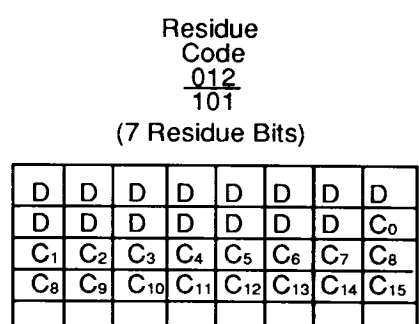 Residue
Code
012
101
(7 Residue Bits)
D D D D D D D D
D D D D D D D C₀
C₁ C₂ C₃ C₄ C₅ C₆ C₇ C₈
C₈ C₉ C₁₀ C₁₁ C₁₂ C₁₃ C₁₄ C₁₅